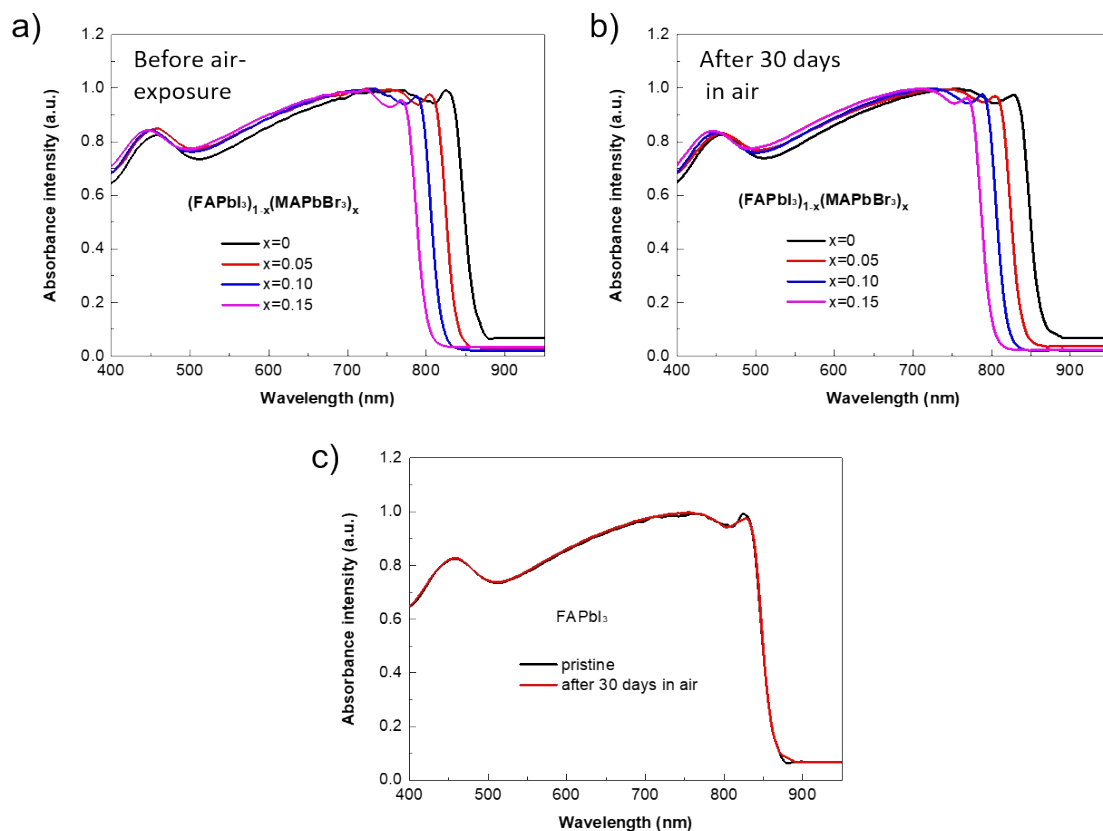 a)
Before air-
exposure
(FAPbI₃)₁₋ₓ(MAPbBr₃)ₓ
x=0
x=0.05
x=0.10
x=0.15
Absorbance intensity (a.u.)
1.2
1.0
0.8
0.6
0.4
0.2
0.0
400 500 600 700 800 900
Wavelength (nm)
b)
After 30 days
in air
(FAPbI₃)₁₋ₓ(MAPbBr₃)ₓ
x=0
x=0.05
x=0.10
x=0.15
Absorbance intensity (a.u.)
1.2
1.0
0.8
0.6
0.4
0.2
0.0
400 500 600 700 800 900
Wavelength (nm)
c)
FAPbI₃
pristine
after 30 days in air
Absorbance intensity (a.u.)
1.2
1.0
0.8
0.6
0.4
0.2
0.0
400 500 600 700 800 900
Wavelength (nm)